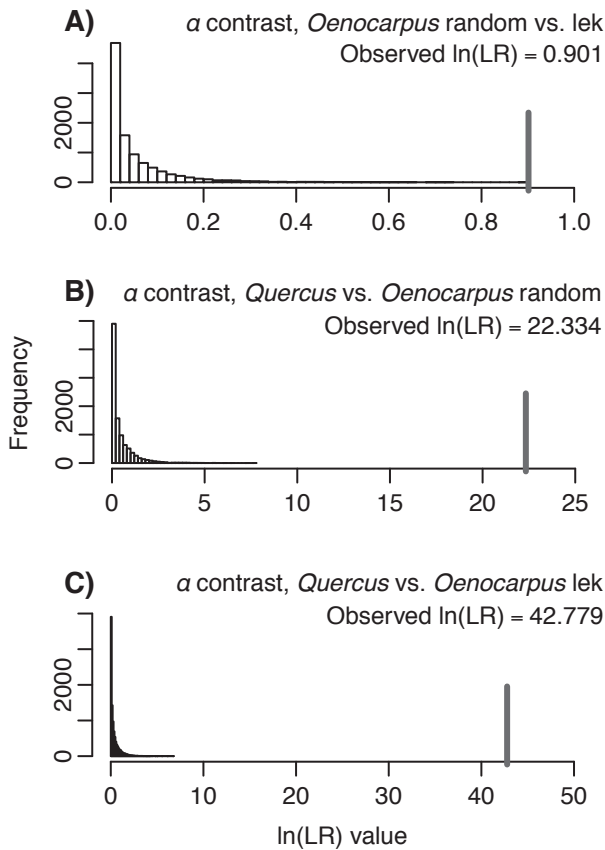 A)
α contrast, Oenocarpus random vs. lek
Observed ln(LR) = 0.901
2000
0
0.0 0.2 0.4 0.6 0.8 1.0
B)
α contrast, Quercus vs. Oenocarpus random
Observed ln(LR) = 22.334
Frequency
2000
0
0 5 10 15 20 25
C)
α contrast, Quercus vs. Oenocarpus lek
Observed ln(LR) = 42.779
2000
0
0 10 20 30 40 50
ln(LR) value